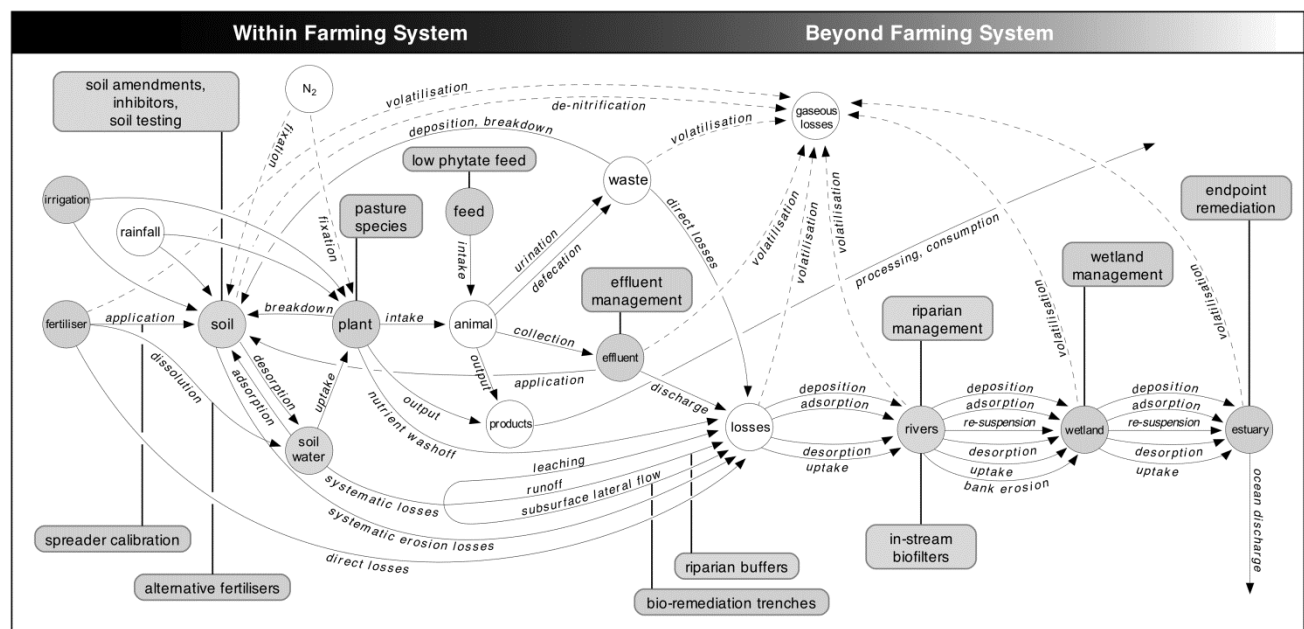 Within Farming System
Beyond Farming System
soil amendments,
inhibitors,
soil testing
N2
fixation
volatilisation
de-nitrification
deposition, breakdown
volatilisation
gaseous
losses
low phytate feed
waste
irrigation
rainfall
pasture
species
feed
fixation
intake
urination
defecation
direct losses
volatilisation
volatilisation
volatilisation
processing, consumption
endpoint
remediation
wetland
management
effluent
management
riparian
management
volatilisation
volatilisation
fertiliser
application
soil
breakdown
plant
intake
animal
collection
effluent
application
discharge
dissolution
desorption
adsorption
uptake
output
output
nutrient washoff
products
soil
water
losses
deposition
adsorption
desorption
uptake
rivers
deposition
adsorption
re-suspension
desorption
uptake
bank erosion
wetland
deposition
adsorption
re-suspension
desorption
uptake
estuary
ocean discharge
leaching
runoff
subsurface lateral flow
systematic losses
systematic erosion losses
direct losses
spreader calibration
alternative fertilisers
riparian buffers
bio-remediation trenches
in-stream
biofilters